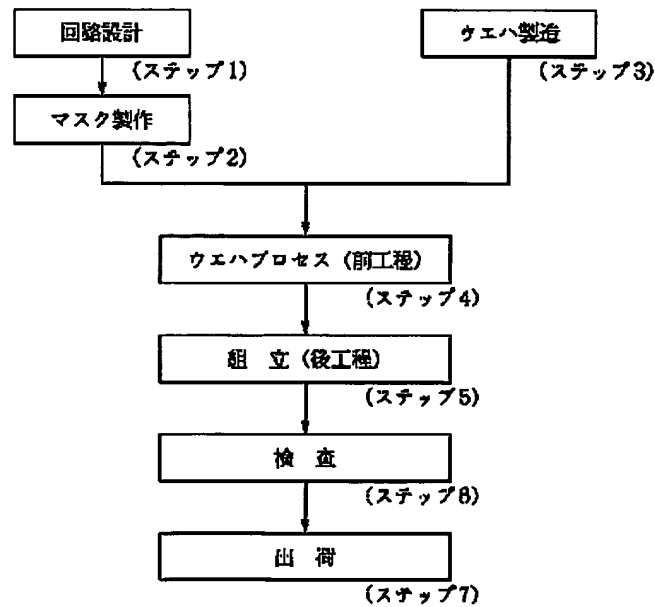 回路設計
(ステップ1)
ウエハ製造
(ステップ3)
マスク製作
(ステップ2)
ウエハプロセス (前工程)
(ステップ4)
組 立 (後工程)
(ステップ5)
検 査
(ステップ6)
出 荷
(ステップ7)